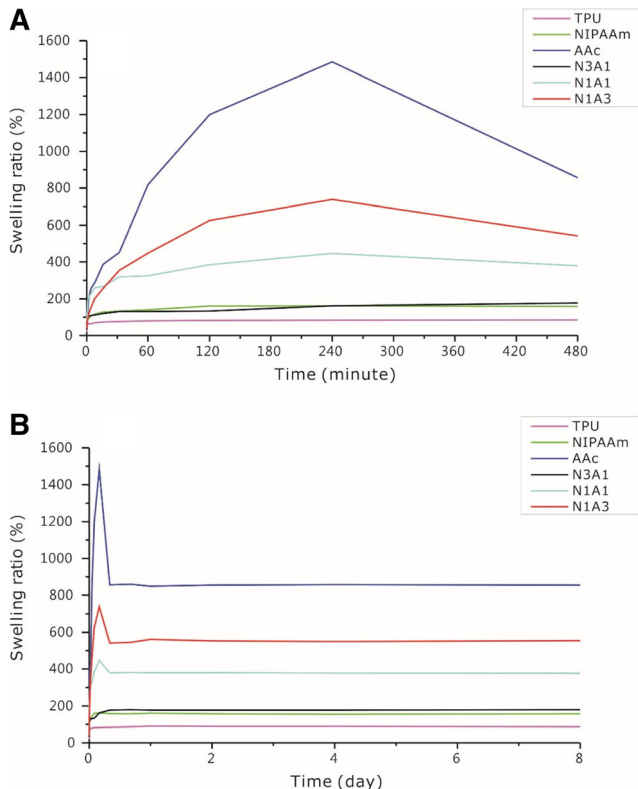 A
TPU
NIPAAm
AAc
N3A1
N1A1
N1A3
1600
1400
1200
1000
800
600
400
200
0
Swelling ratio (%)
0 60 120 180 240 300 360 420 480
Time (minute)
B
TPU
NIPAAm
AAc
N3A1
N1A1
N1A3
1600
1400
1200
1000
800
600
400
200
0
Swelling ratio (%)
0 2 4 6 8
Time (day)